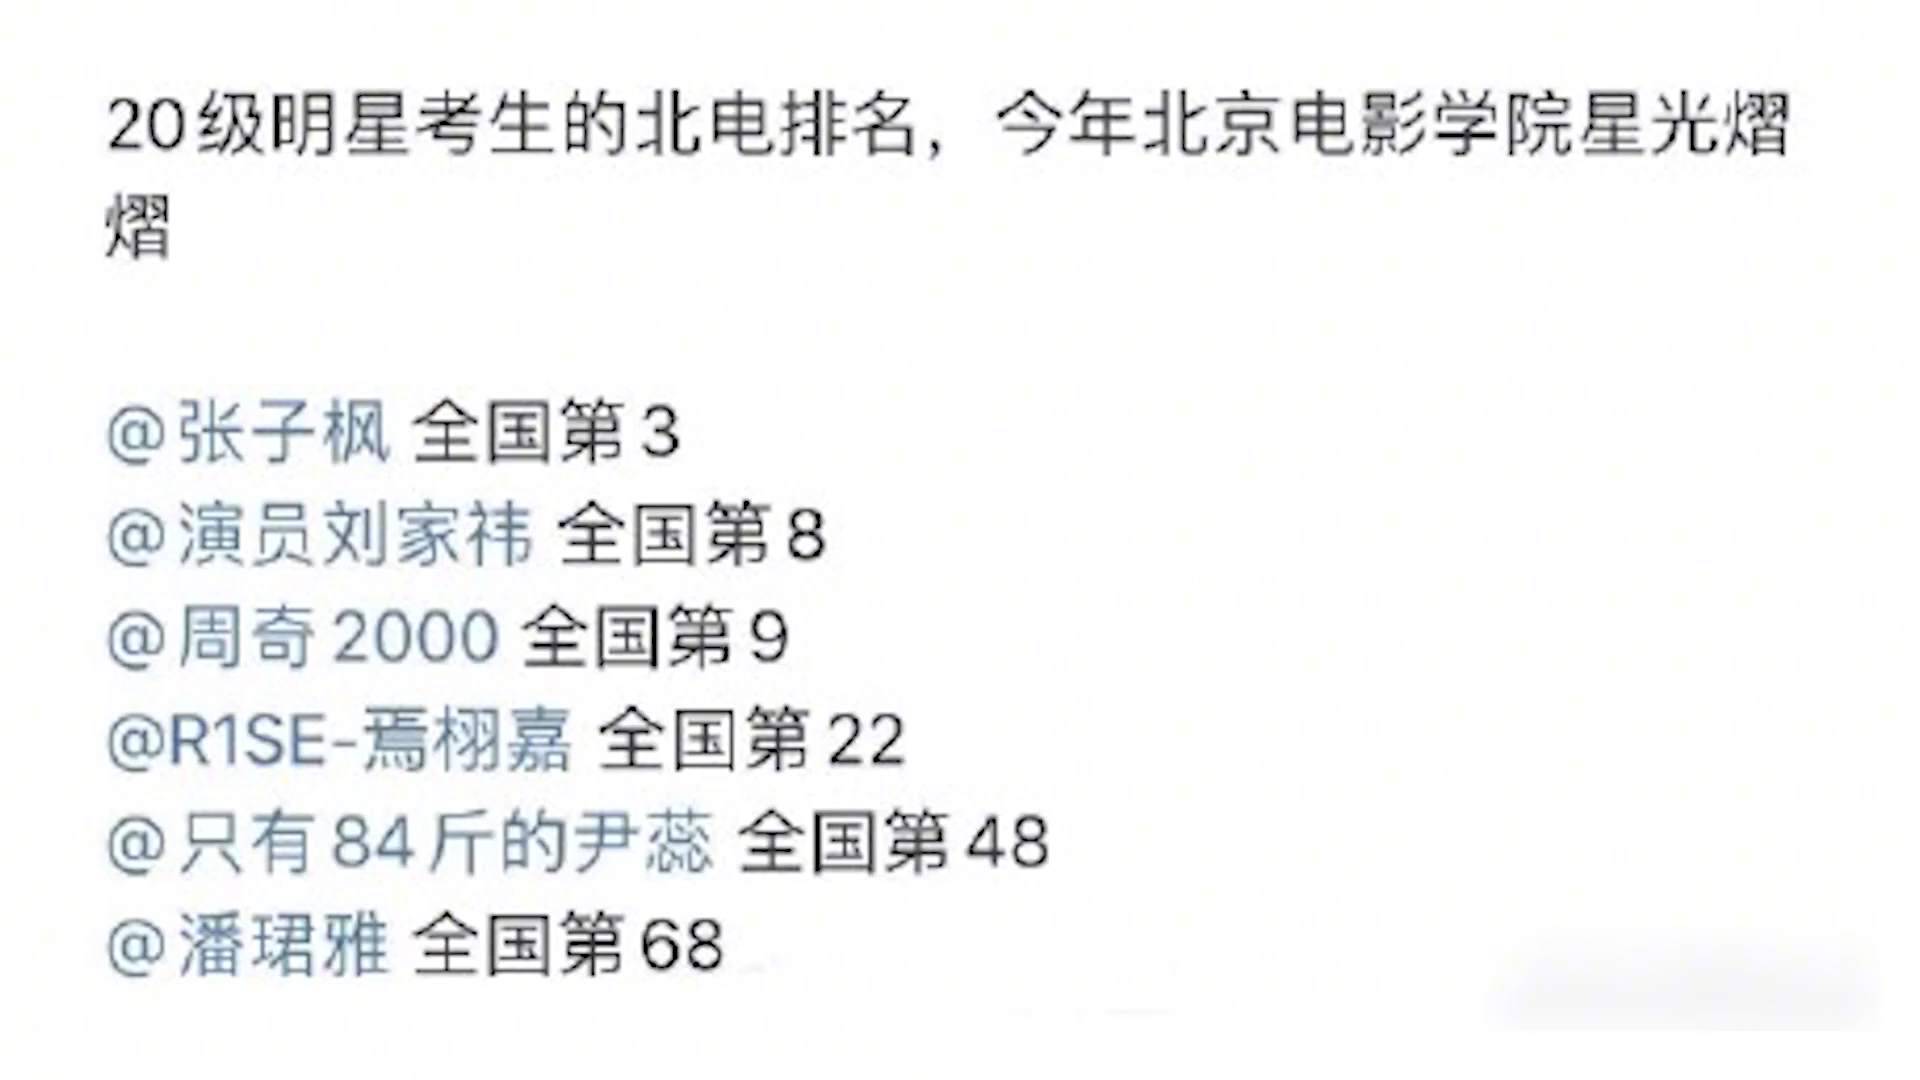 20级明星考生的北电排名，今年北京电影学院星光熠
熠
@张子枫 全国第3
@演员刘家祎 全国第8
@周奇2000 全国第9
@R1SE-焉栩嘉 全国第22
@只有84斤的尹蕊 全国第48
@潘珺雅 全国第68